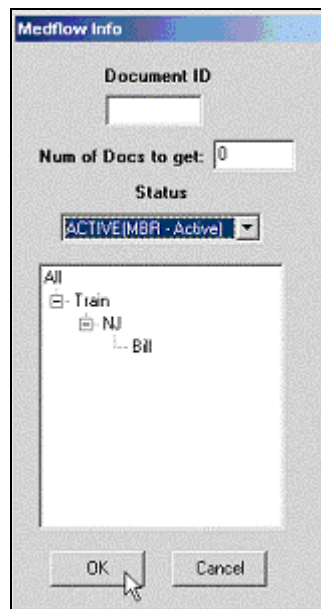 Medflow Info
Document ID
Num of Docs to get: 0
Status
ACTIVE(MBR - Active)
All
Train
NJ
Bill
OK Cancel